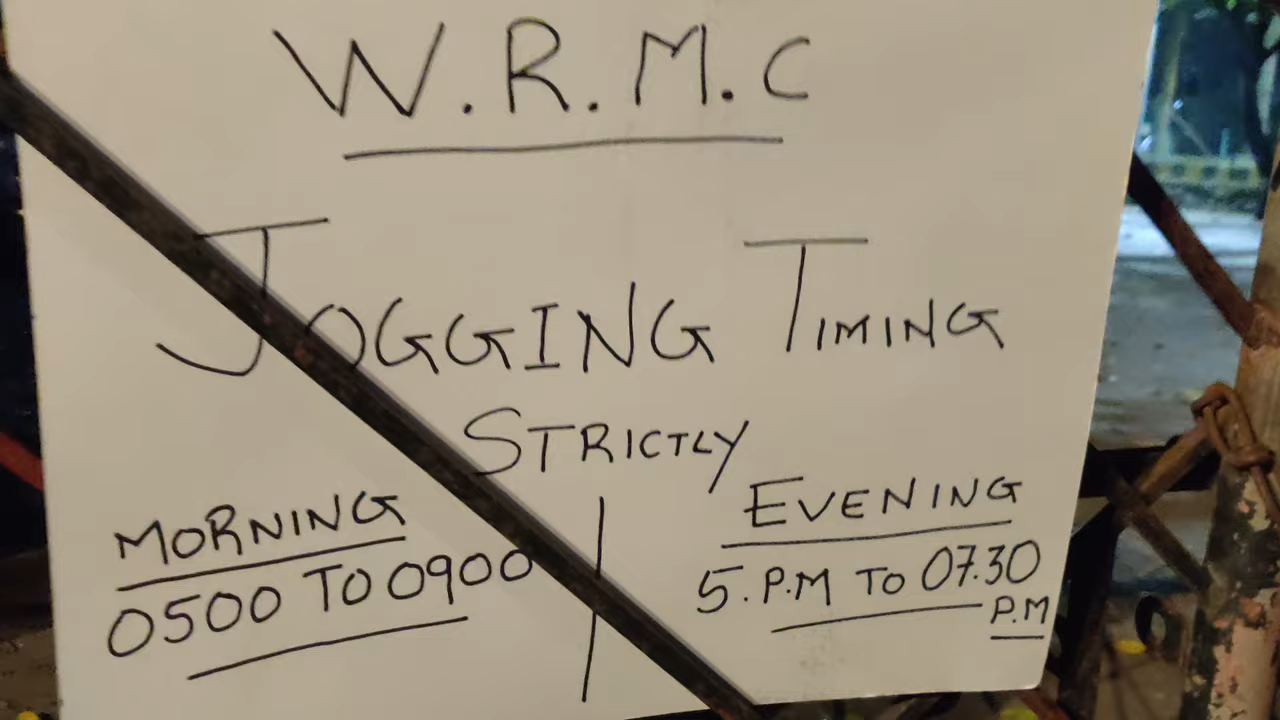 W.R.M.C
JOGGING TIMING
STRICTLY
MORNING
0500 TO 0900
EVENING
5.P.M TO 07.30
P.M